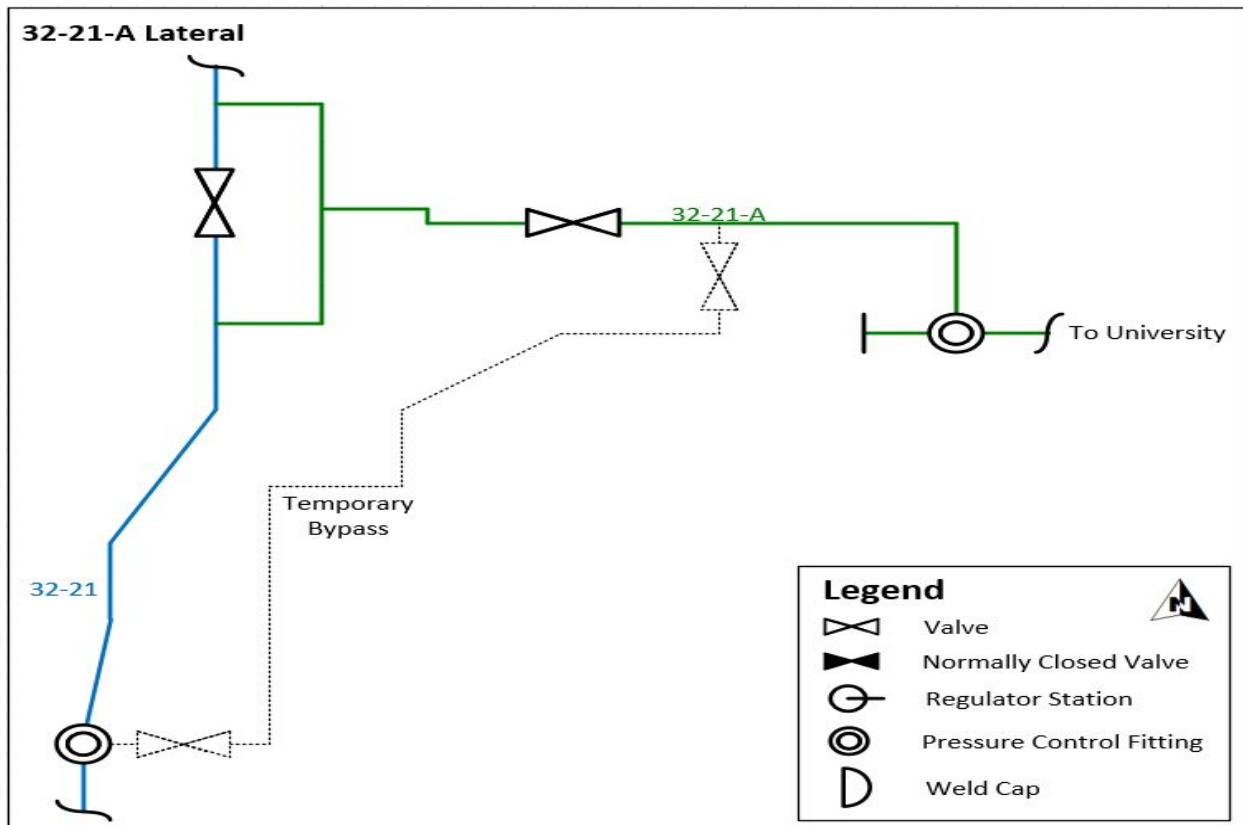 32-21-A Lateral
32-21-A
To University
Temporary
Bypass
32-21
Legend
N
Valve
Normally Closed Valve
Regulator Station
Pressure Control Fitting
Weld Cap